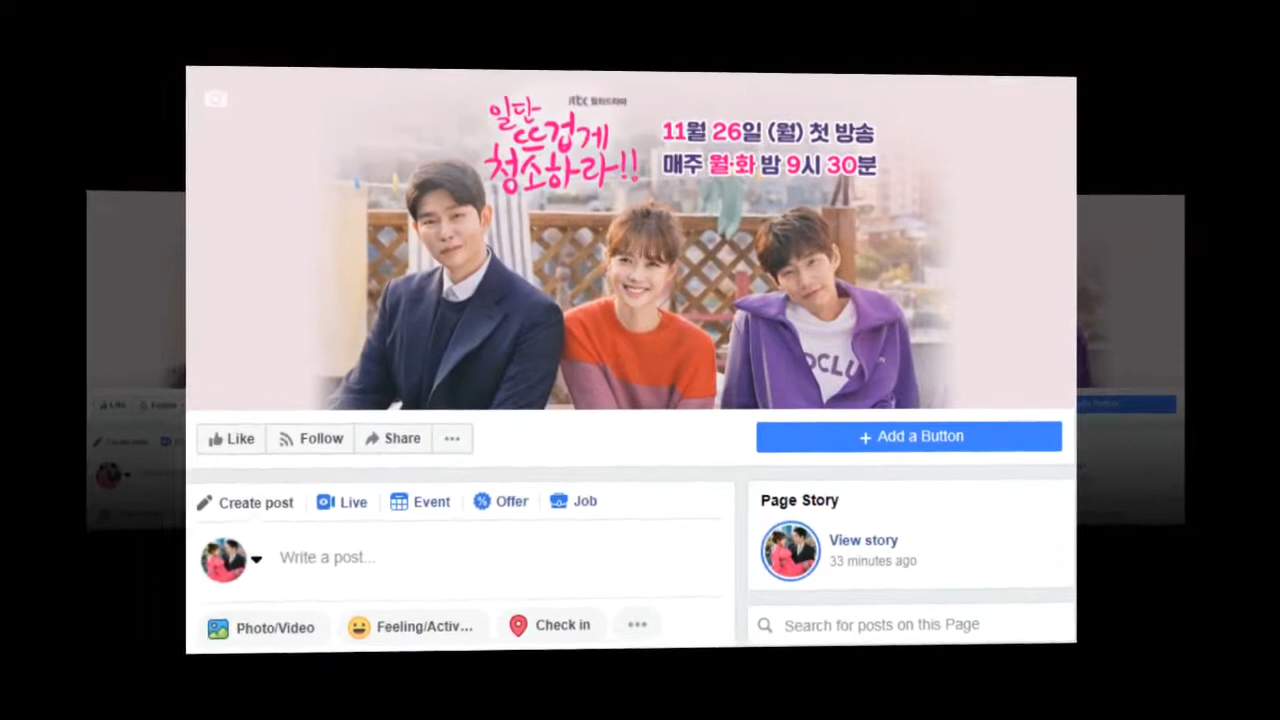 일단
뜨겁게
청소하라!!
jtbc 월화드라마
11월 26일 (월) 첫 방송
매주 월·화 밤 9시 30분
Like
Follow
Share
+ Add a Button
Create post
Live
Event
Offer
Job
Page Story
View story
33 minutes ago
Write a post...
Photo/Video
Feeling/Activ...
Check in
Search for posts on this Page
Like
Follow